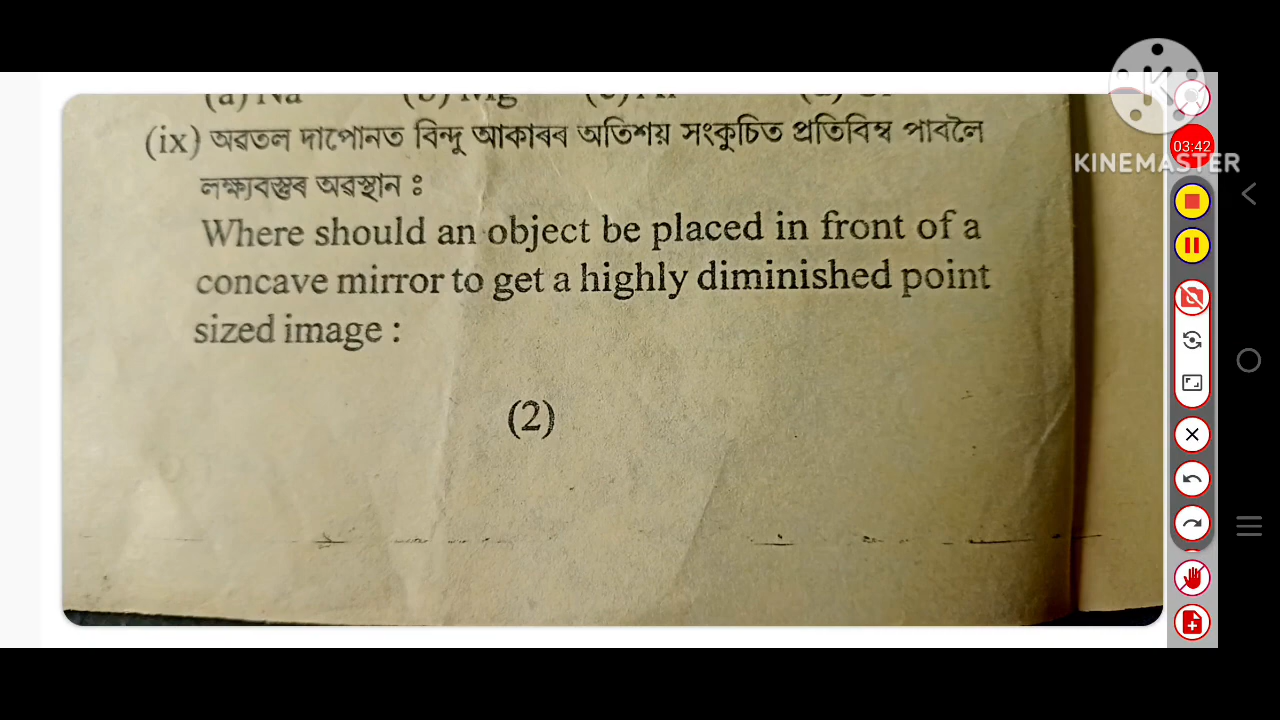 (ix) অৱতল দাপোনত বিন্দু আকাৰৰ অতিশয় সংকুচিত প্ৰতিবিম্ব পাবলৈ
লক্ষ্যবস্তুৰ অৱস্থান ঃ
Where should an object be placed in front of a
concave mirror to get a highly diminished point
sized image :
(2)
03:42
KINEMASTER